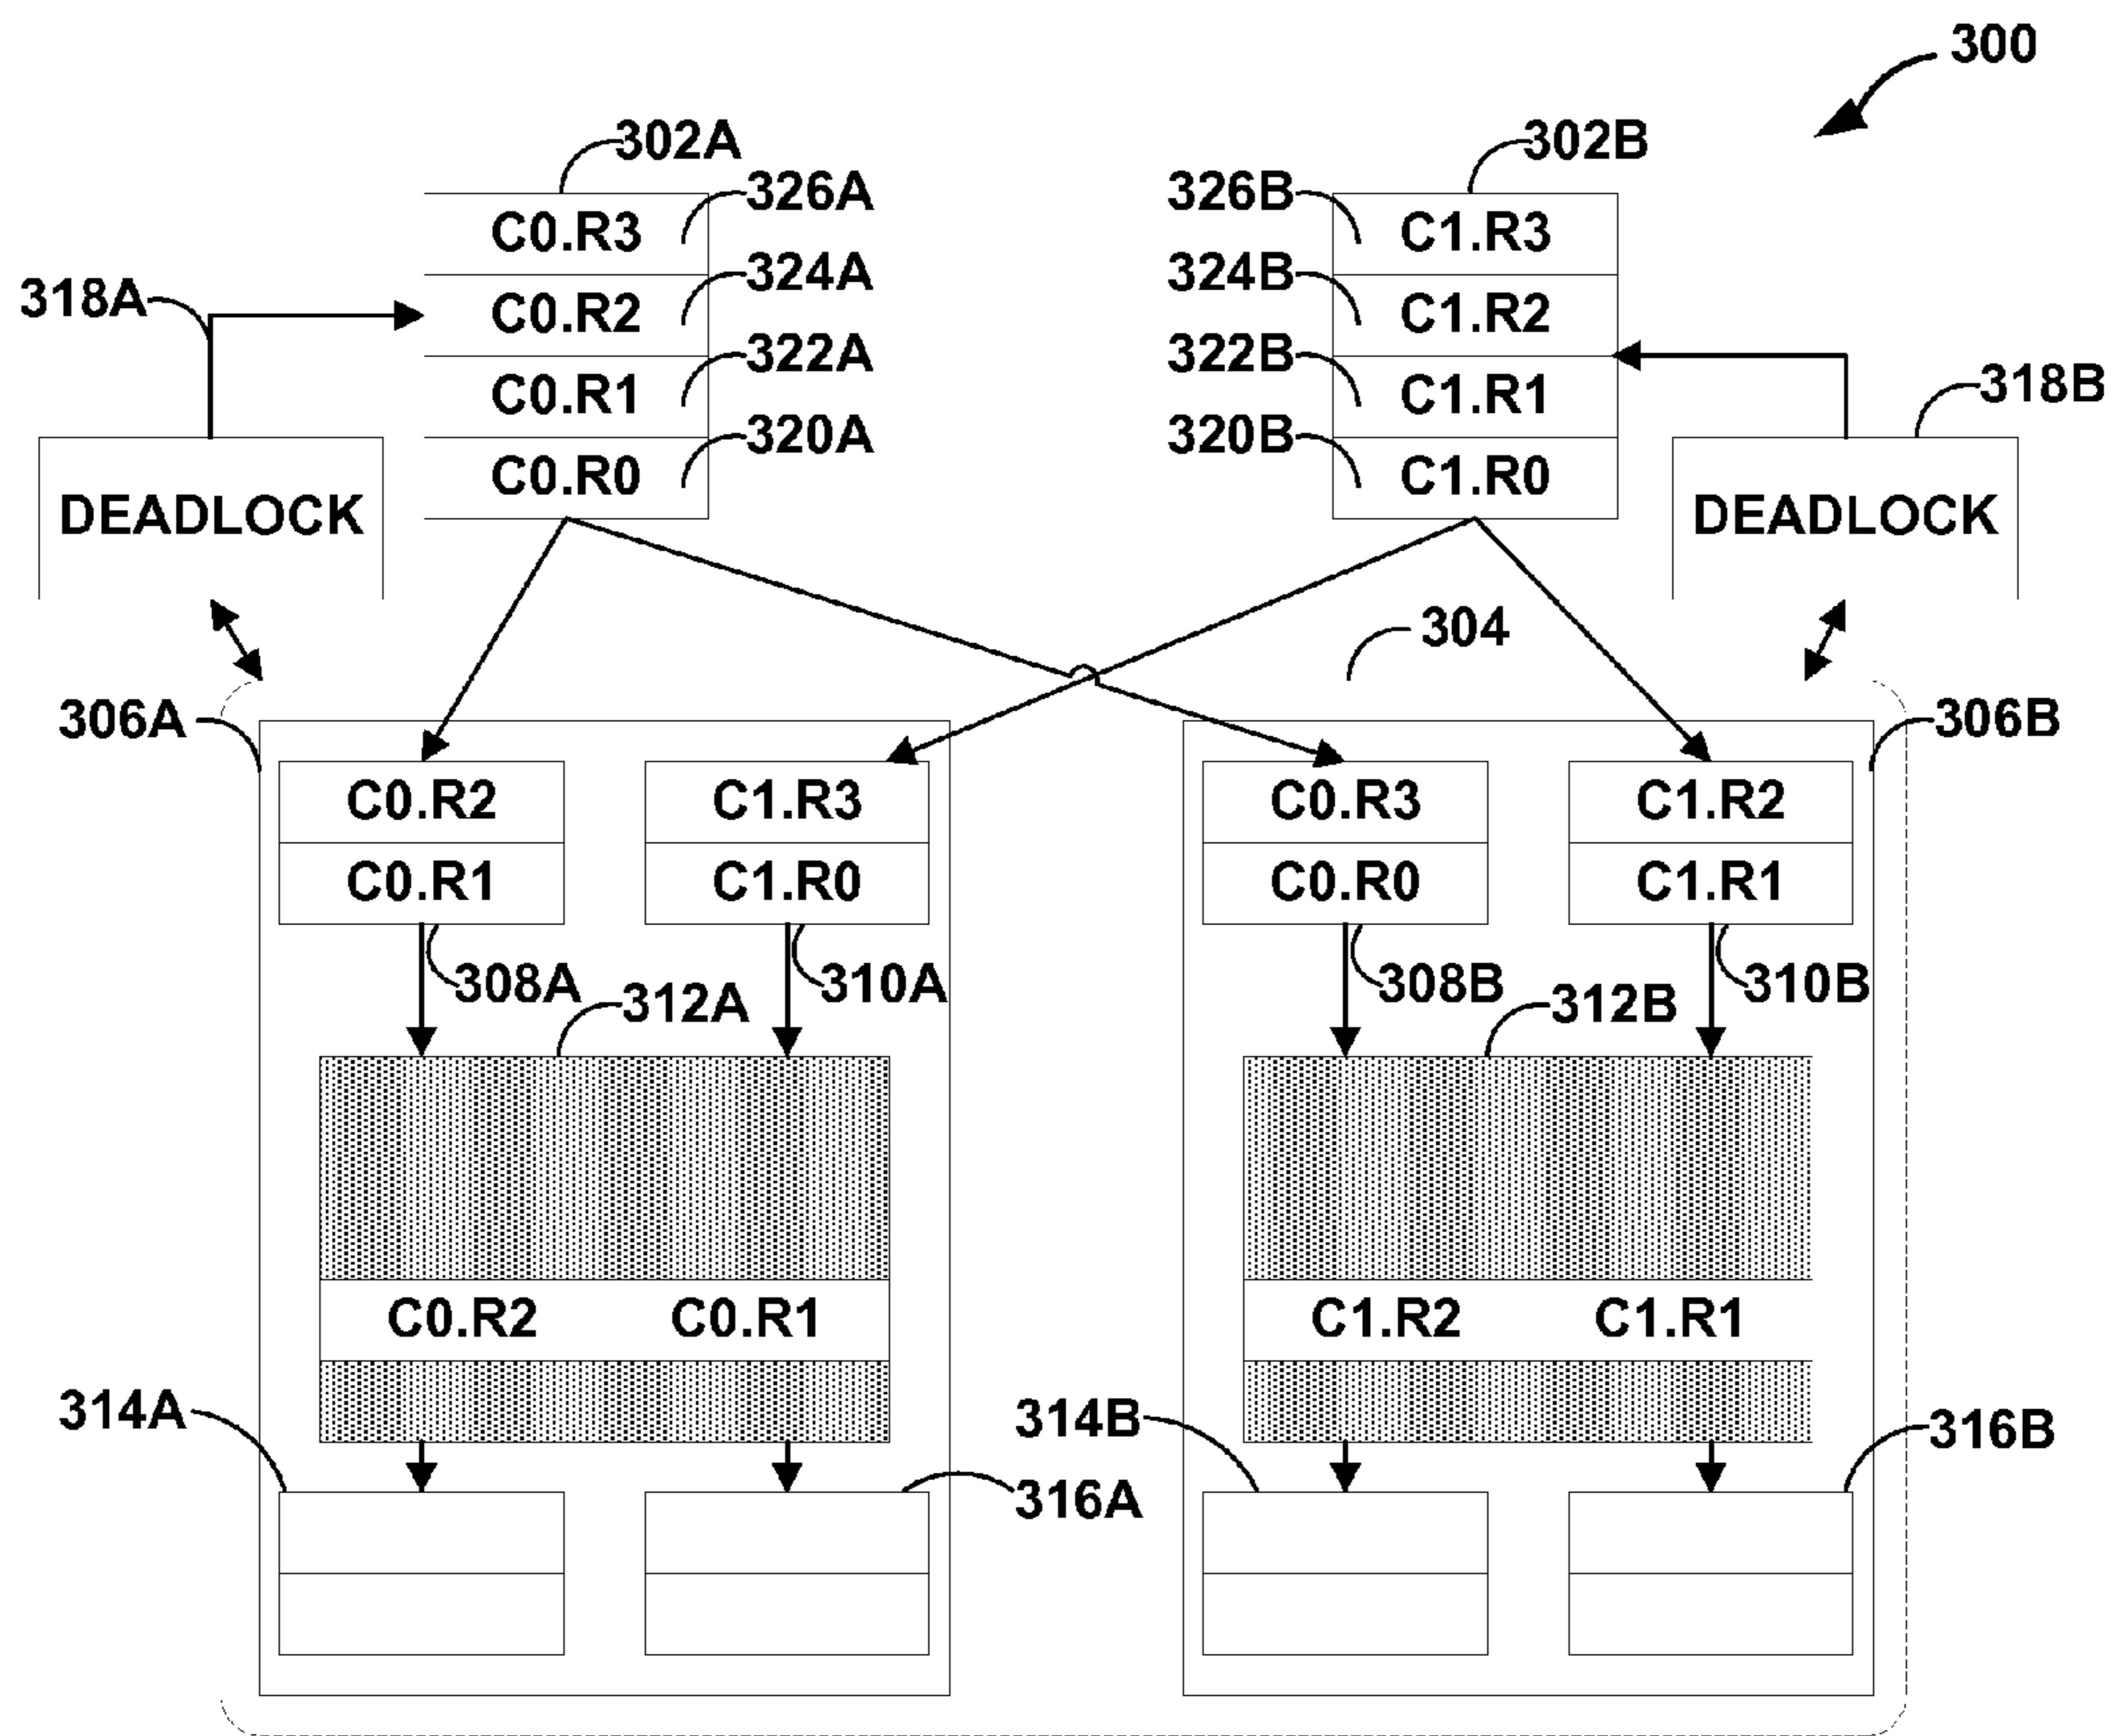 300
302A
302B
326A
326B
C0.R3
C1.R3
318A
324A
324B
C0.R2
C1.R2
322A
322B
318B
C0.R1
C1.R1
320A
320B
C0.R0
C1.R0
DEADLOCK
DEADLOCK
304
306A
306B
C0.R2
C1.R3
C0.R3
C1.R2
C0.R1
C1.R0
C0.R0
C1.R1
308A
310A
308B
310B
312A
312B
C0.R2
C0.R1
C1.R2
C1.R1
314A
314B
316B
316A